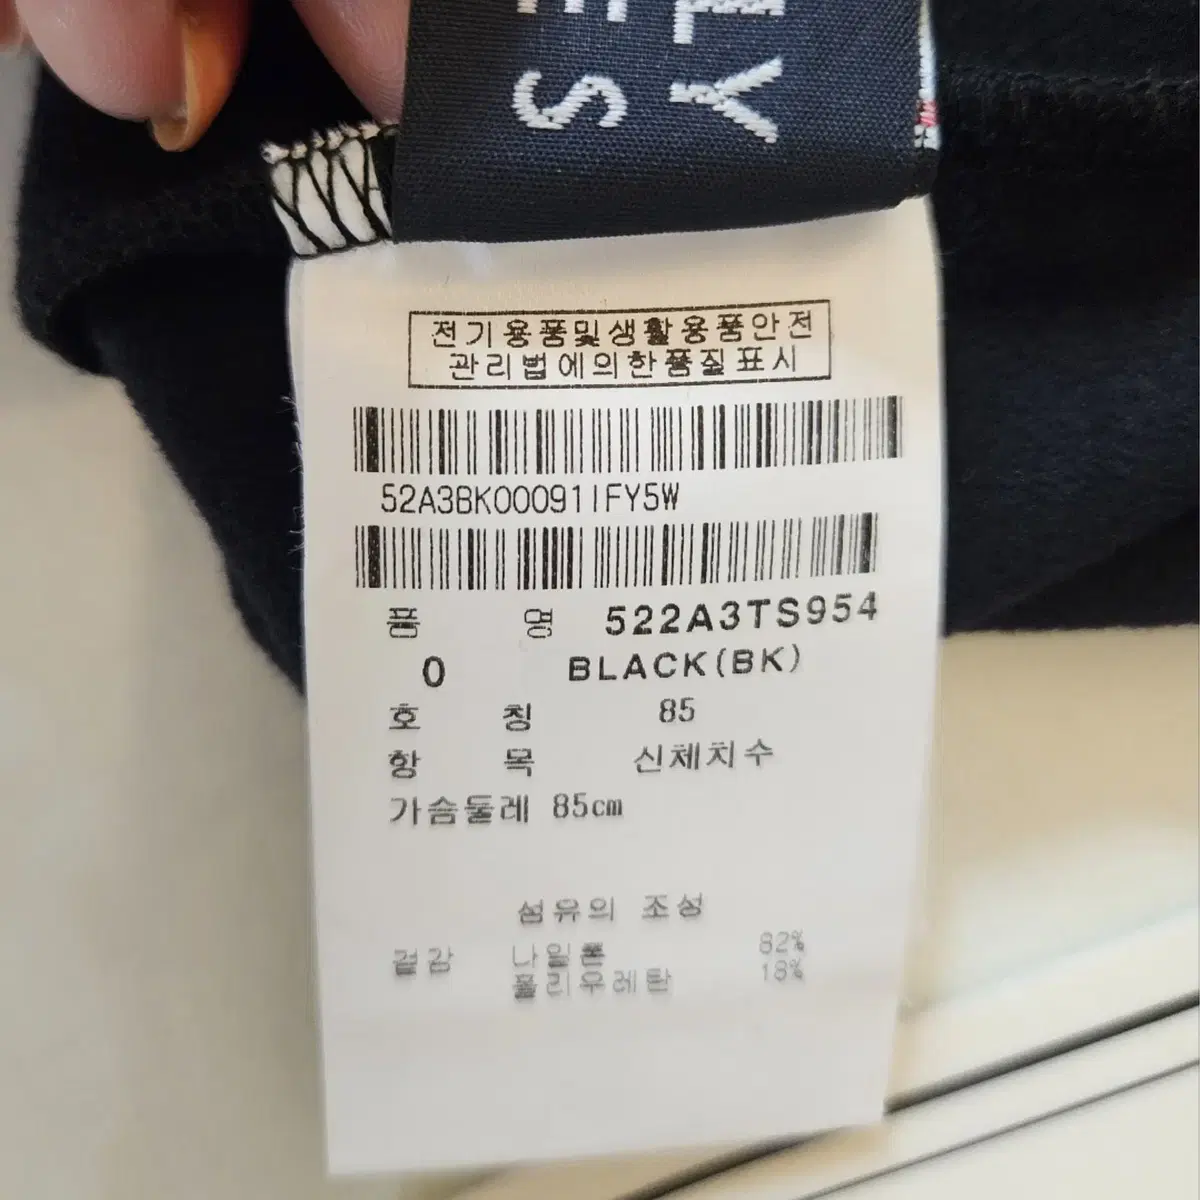 LY
ES
전기용품및생활용품안전
관리법에의한품질표시
52A3BK00091IFY5W
품 명 522A3TS954
0 BLACK(BK)
호 칭 85
항 목 신체치수
가슴둘레 85cm
섬유의 조성
겉감 나일론 82%
폴리우레탄 18%